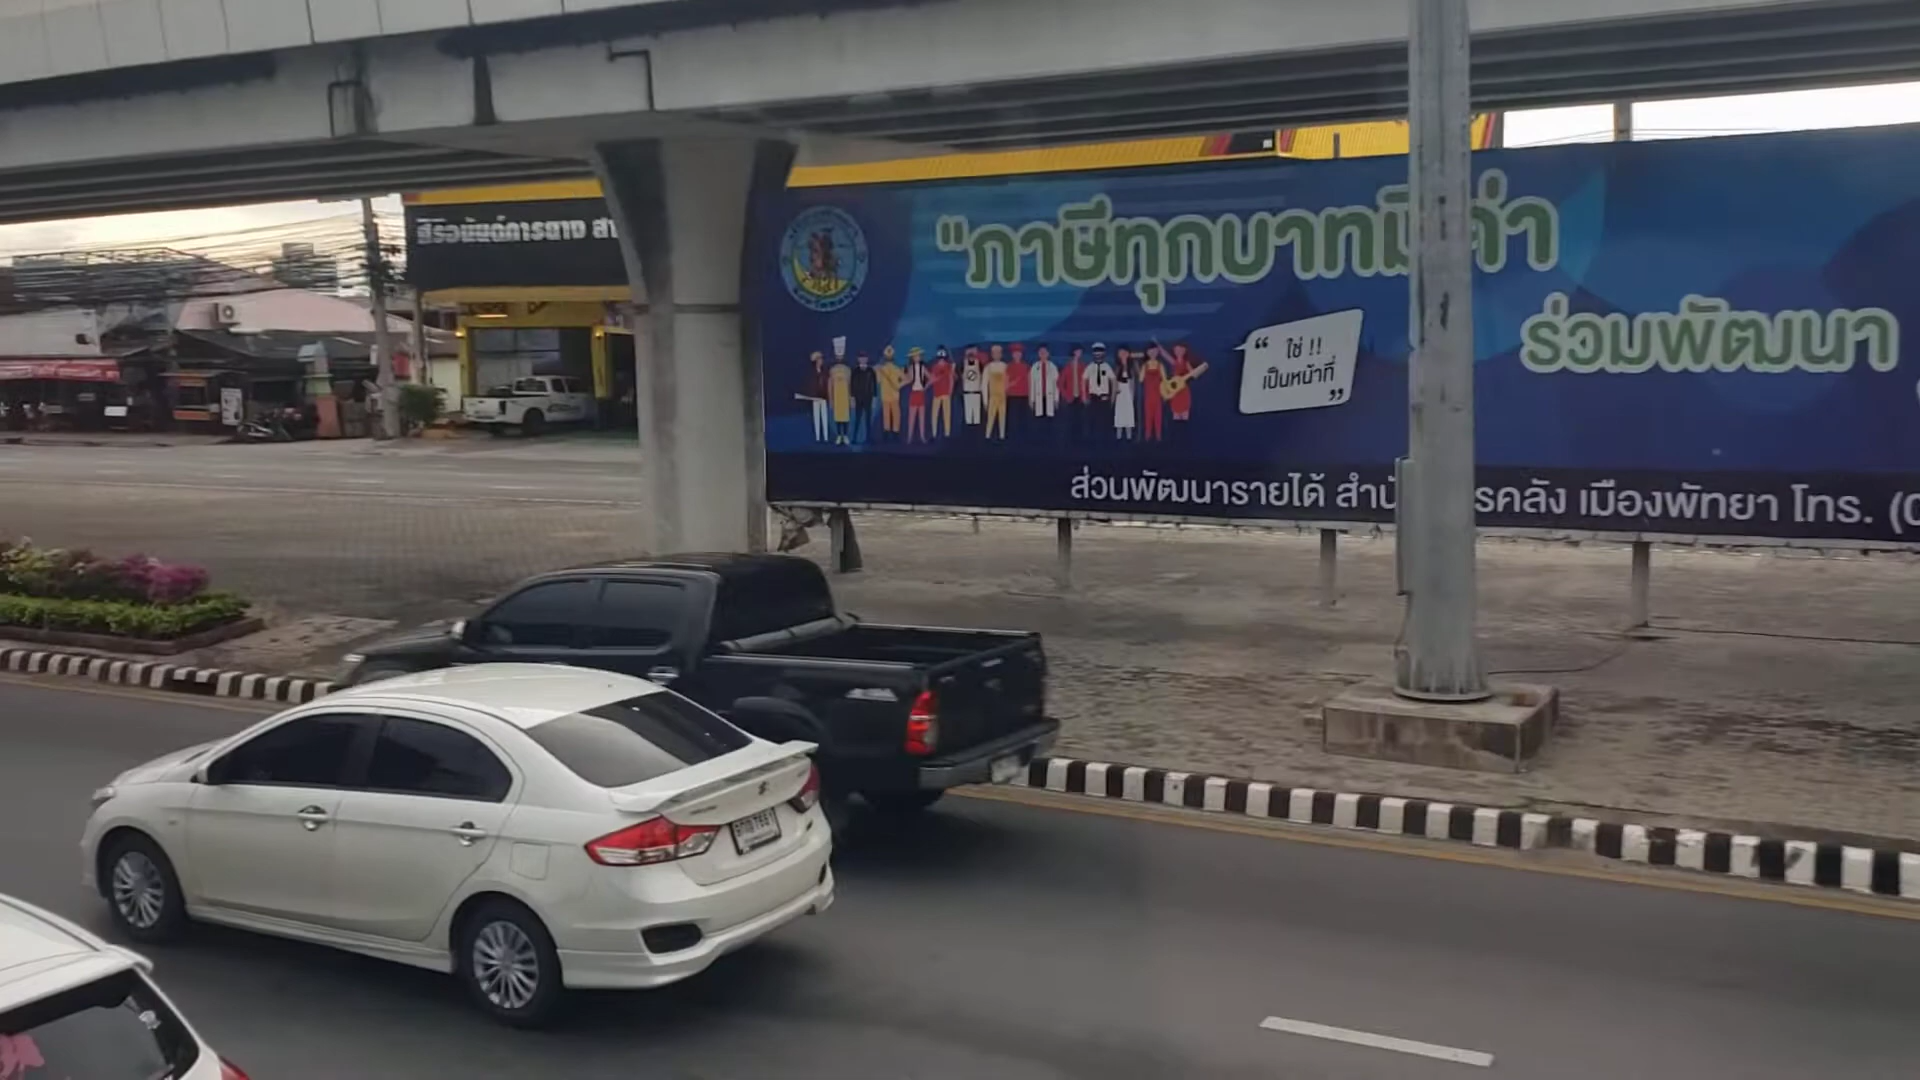 "ภาษีทุกบาทมีค่า
ร่วมพัฒนา
“ ใช่ !!
เป็นหน้าที่ ”
ส่วนพัฒนารายได้ สำนักการคลัง เมืองพัทยา โทร. (0